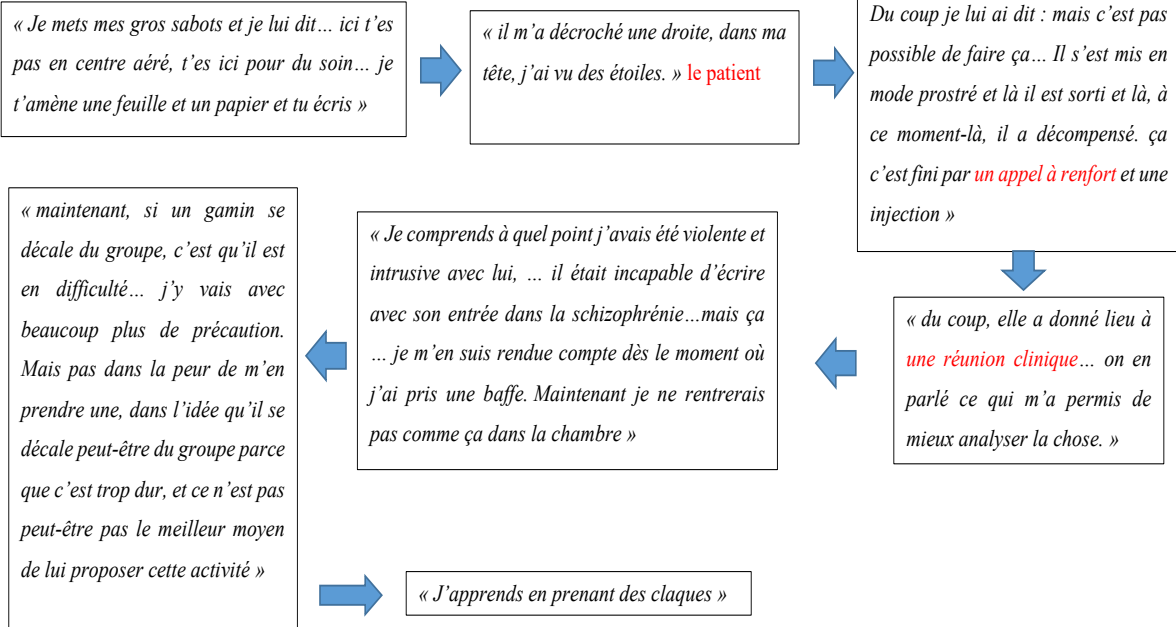 « Je mets mes gros sabots et je lui dit… ici t'es
pas en centre aéré, t'es ici pour du soin… je
t'amène une feuille et un papier et tu écris »
« il m'a décroché une droite, dans ma
tête, j'ai vu des étoiles. » le patient
Du coup je lui ai dit : mais c'est pas
possible de faire ça… Il s'est mis en
mode prostré et là il est sorti et là, à
ce moment-là, il a décompensé. ça
c'est fini par un appel à renfort et une
injection »
« du coup, elle a donné lieu à
une réunion clinique… on en
parlé ce qui m'a permis de
mieux analyser la chose. »
« Je comprends à quel point j'avais été violente et
intrusive avec lui, … il était incapable d'écrire
avec son entrée dans la schizophrénie…mais ça
… je m'en suis rendue compte dès le moment où
j'ai pris une baffe. Maintenant je ne rentrerais
pas comme ça dans la chambre »
« maintenant, si un gamin se
décale du groupe, c'est qu'il est
en difficulté… j'y vais avec
beaucoup plus de précaution.
Mais pas dans la peur de m'en
prendre une, dans l'idée qu'il se
décale peut-être du groupe parce
que c'est trop dur, et ce n'est pas
peut-être pas le meilleur moyen
de lui proposer cette activité »
« J'apprends en prenant des claques »